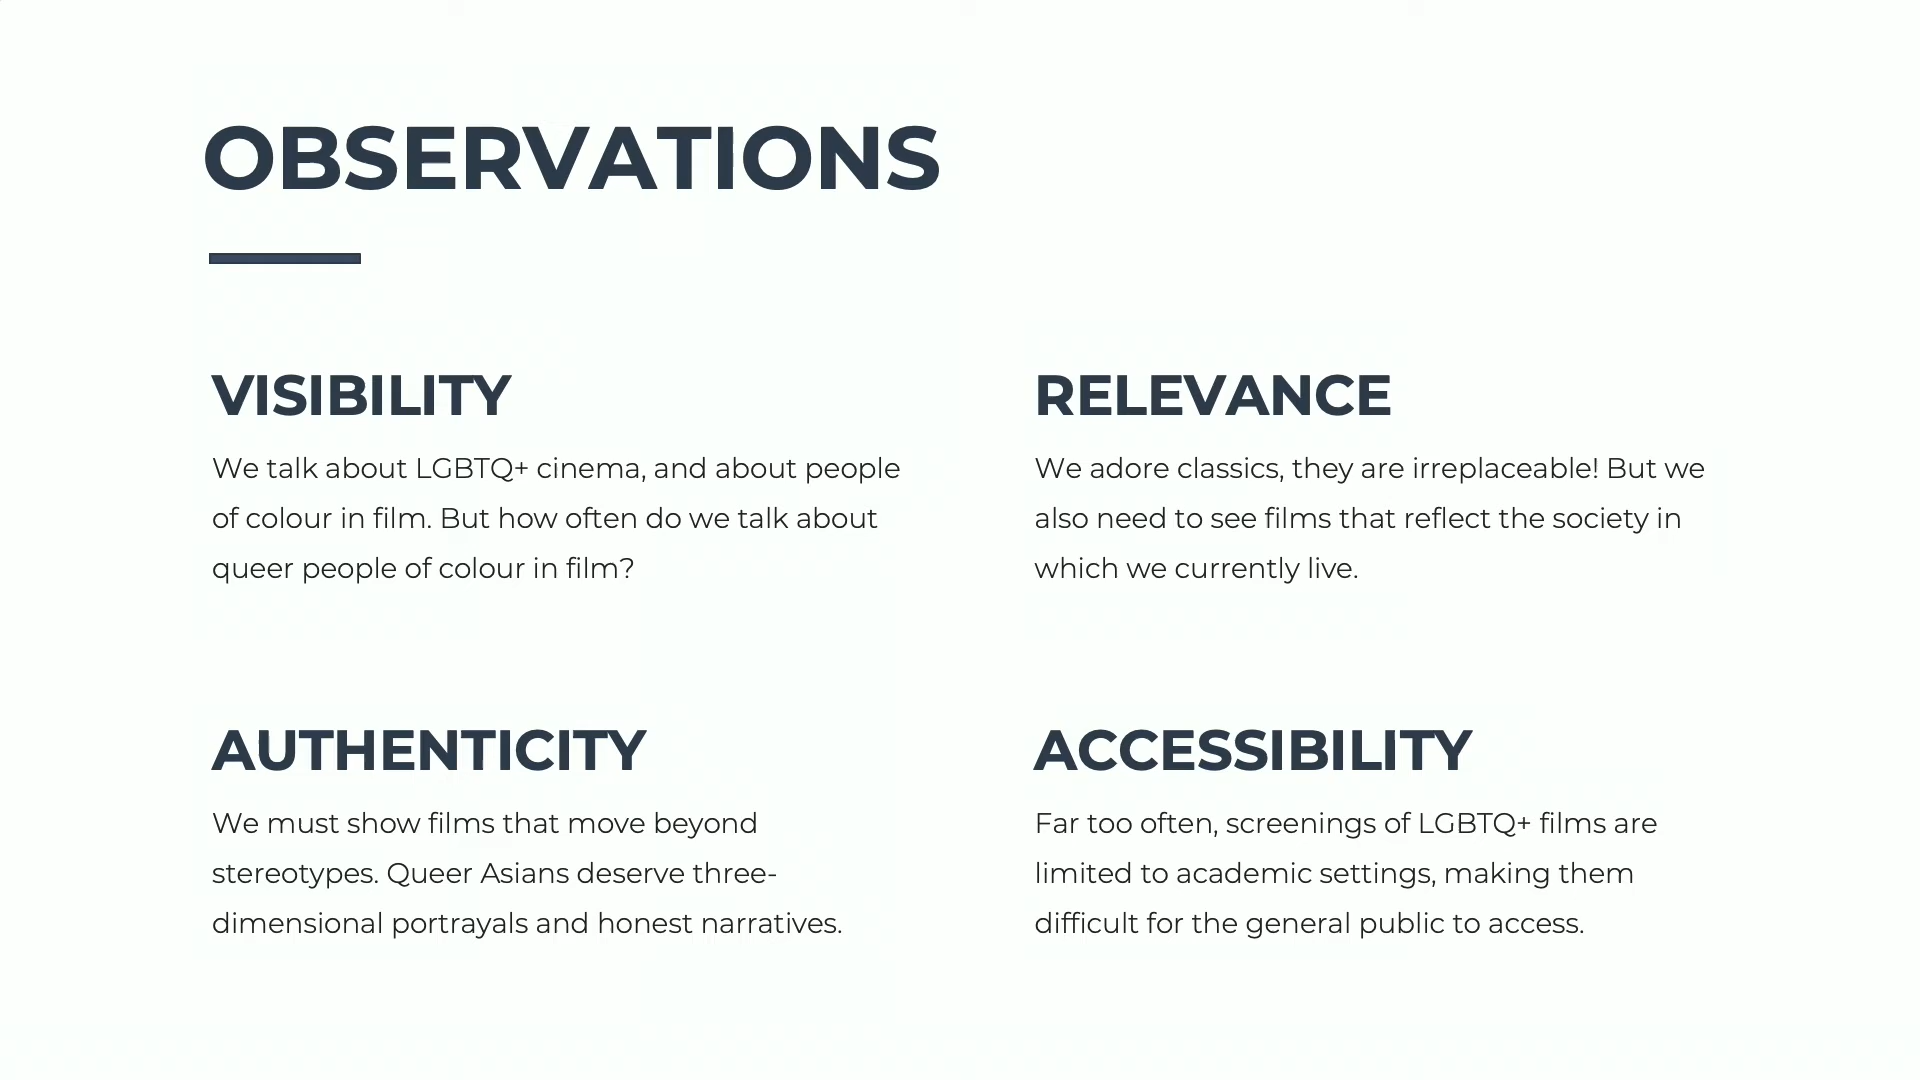 OBSERVATIONS
VISIBILITY
We talk about LGBTQ+ cinema, and about people
of colour in film. But how often do we talk about
queer people of colour in film?
RELEVANCE
We adore classics, they are irreplaceable! But we
also need to see films that reflect the society in
which we currently live.
AUTHENTICITY
We must show films that move beyond
stereotypes. Queer Asians deserve three-
dimensional portrayals and honest narratives.
ACCESSIBILITY
Far too often, screenings of LGBTQ+ films are
limited to academic settings, making them
difficult for the general public to access.